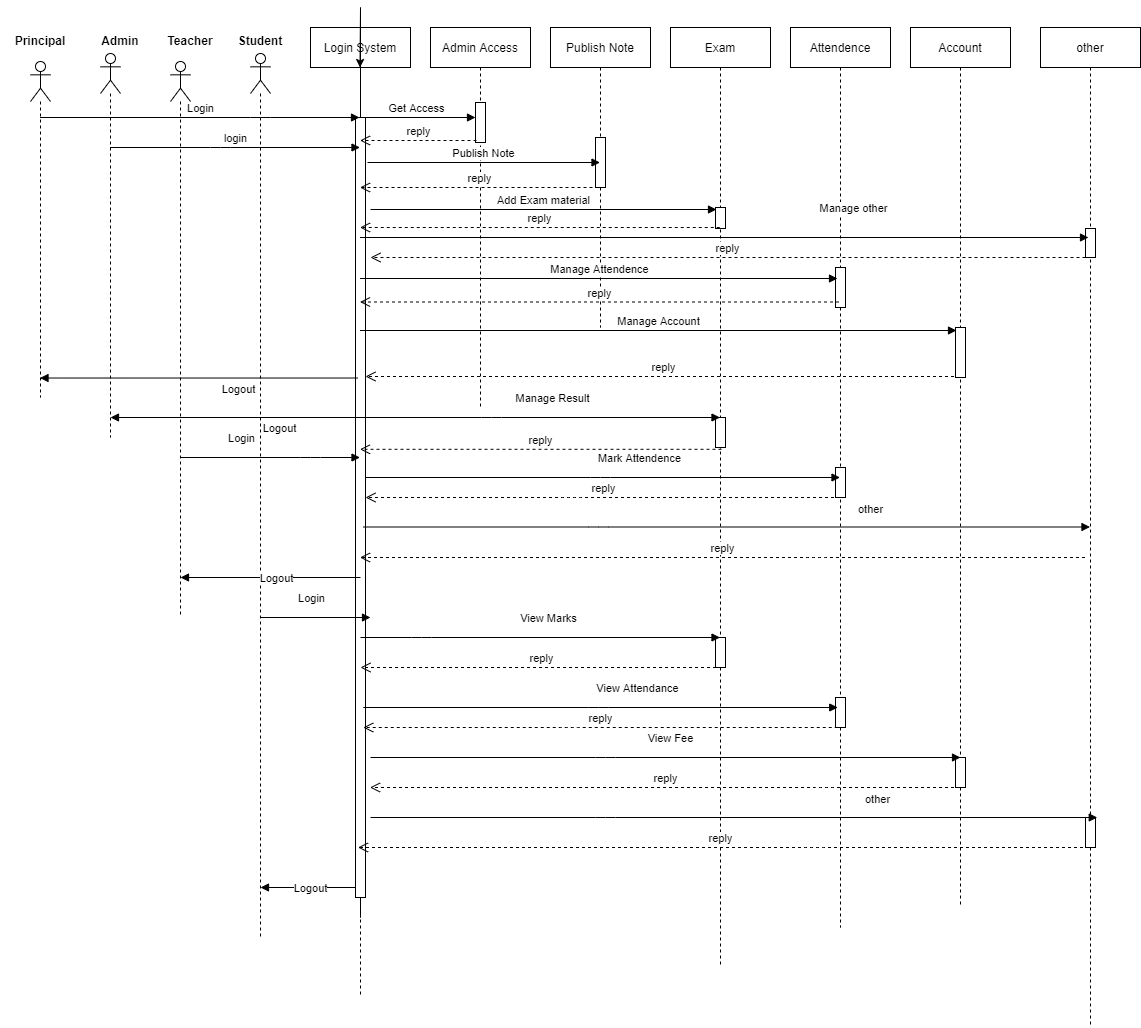 Principal
Admin
Teacher
Student
Login System
Admin Access
Publish Note
Exam
Attendence
Account
other
Login
Get Access
reply
login
Publish Note
reply
Add Exam material
Manage other
reply
reply
Manage Attendence
reply
Manage Account
reply
Logout
Manage Result
Logout
Login
reply
Mark Attendence
reply
other
reply
Logout
Login
View Marks
reply
View Attendance
reply
View Fee
reply
other
reply
Logout